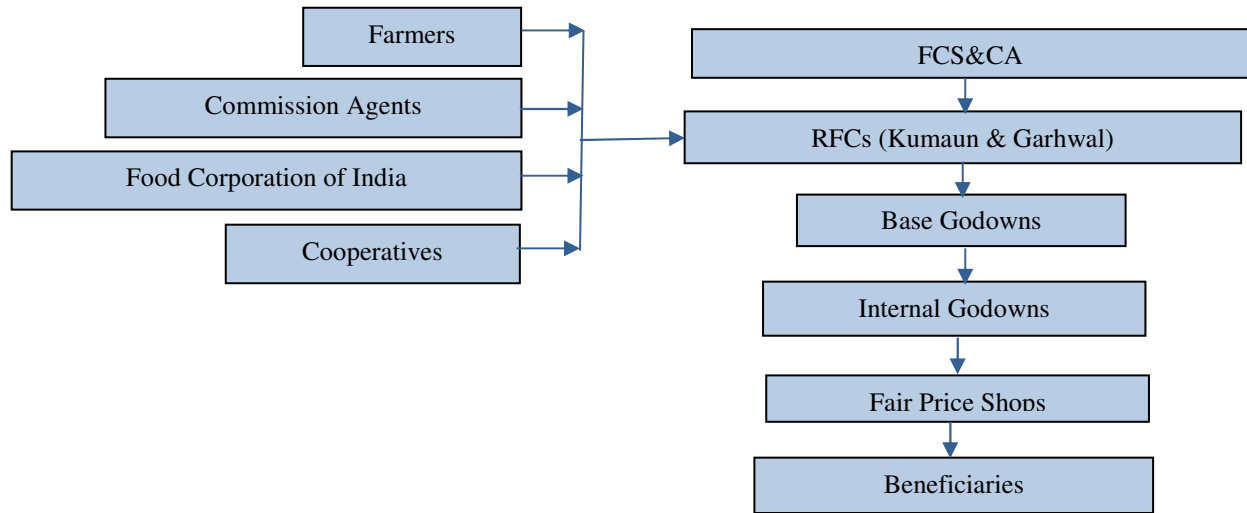 Farmers
Commission Agents
Food Corporation of India
Cooperatives
FCS&CA
RFCs (Kumaun & Garhwal)
Base Godowns
Internal Godowns
Fair Price Shops
Beneficiaries